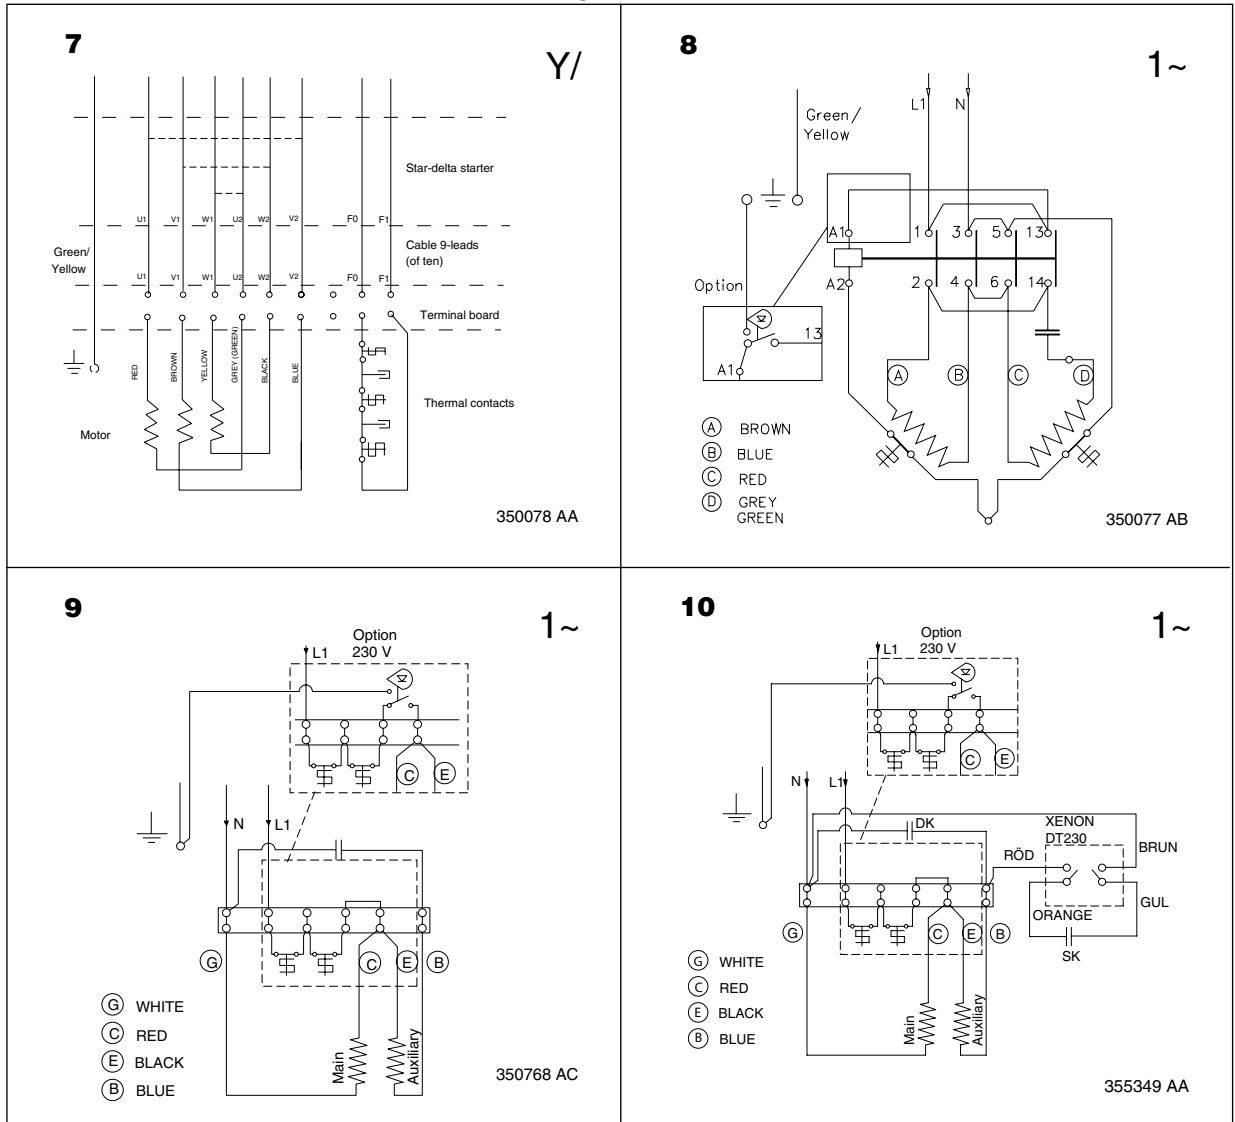 7
Y/
Star-delta starter
U1 V1 W1 U2 W2 V2 F0 F1
Cable 9-leads
(of ten)
Green/
Yellow
U1 V1 W1 U2 W2 V2 F0 F1
Terminal board
RED
BROWN
YELLOW
GREY (GREEN)
BLACK
BLUE
Thermal contacts
Motor
350078 AA
8
1~
L1 N
Green/
Yellow
A1 1 3 5 13
A2 2 4 6 14
Option
13
A1
A B C D
A BROWN
B BLUE
C RED
D GREY
GREEN
350077 AB
9
1~
Option
230 V
L1
C E
N L1
G C E B
G WHITE
C RED
E BLACK
B BLUE
Main
Auxiliary
350768 AC
10
1~
Option
230 V
L1
C E
N L1
DK
XENON
DT230
RÖD
BRUN
ORANGE
GUL
SK
G C E B
G WHITE
C RED
E BLACK
B BLUE
Main
Auxiliary
355349 AA